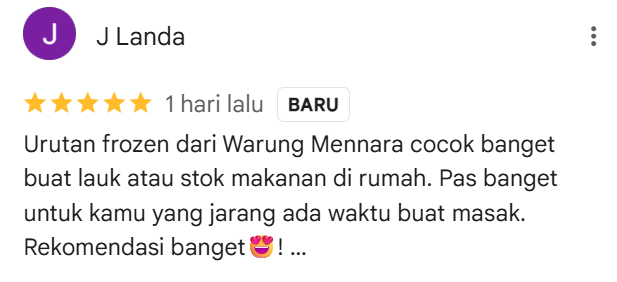 J
J Landa
1 hari lalu BARU
Urutan frozen dari Warung Mennara cocok banget
buat lauk atau stok makanan di rumah. Pas banget
untuk kamu yang jarang ada waktu buat masak.
Rekomendasi banget😍! ...